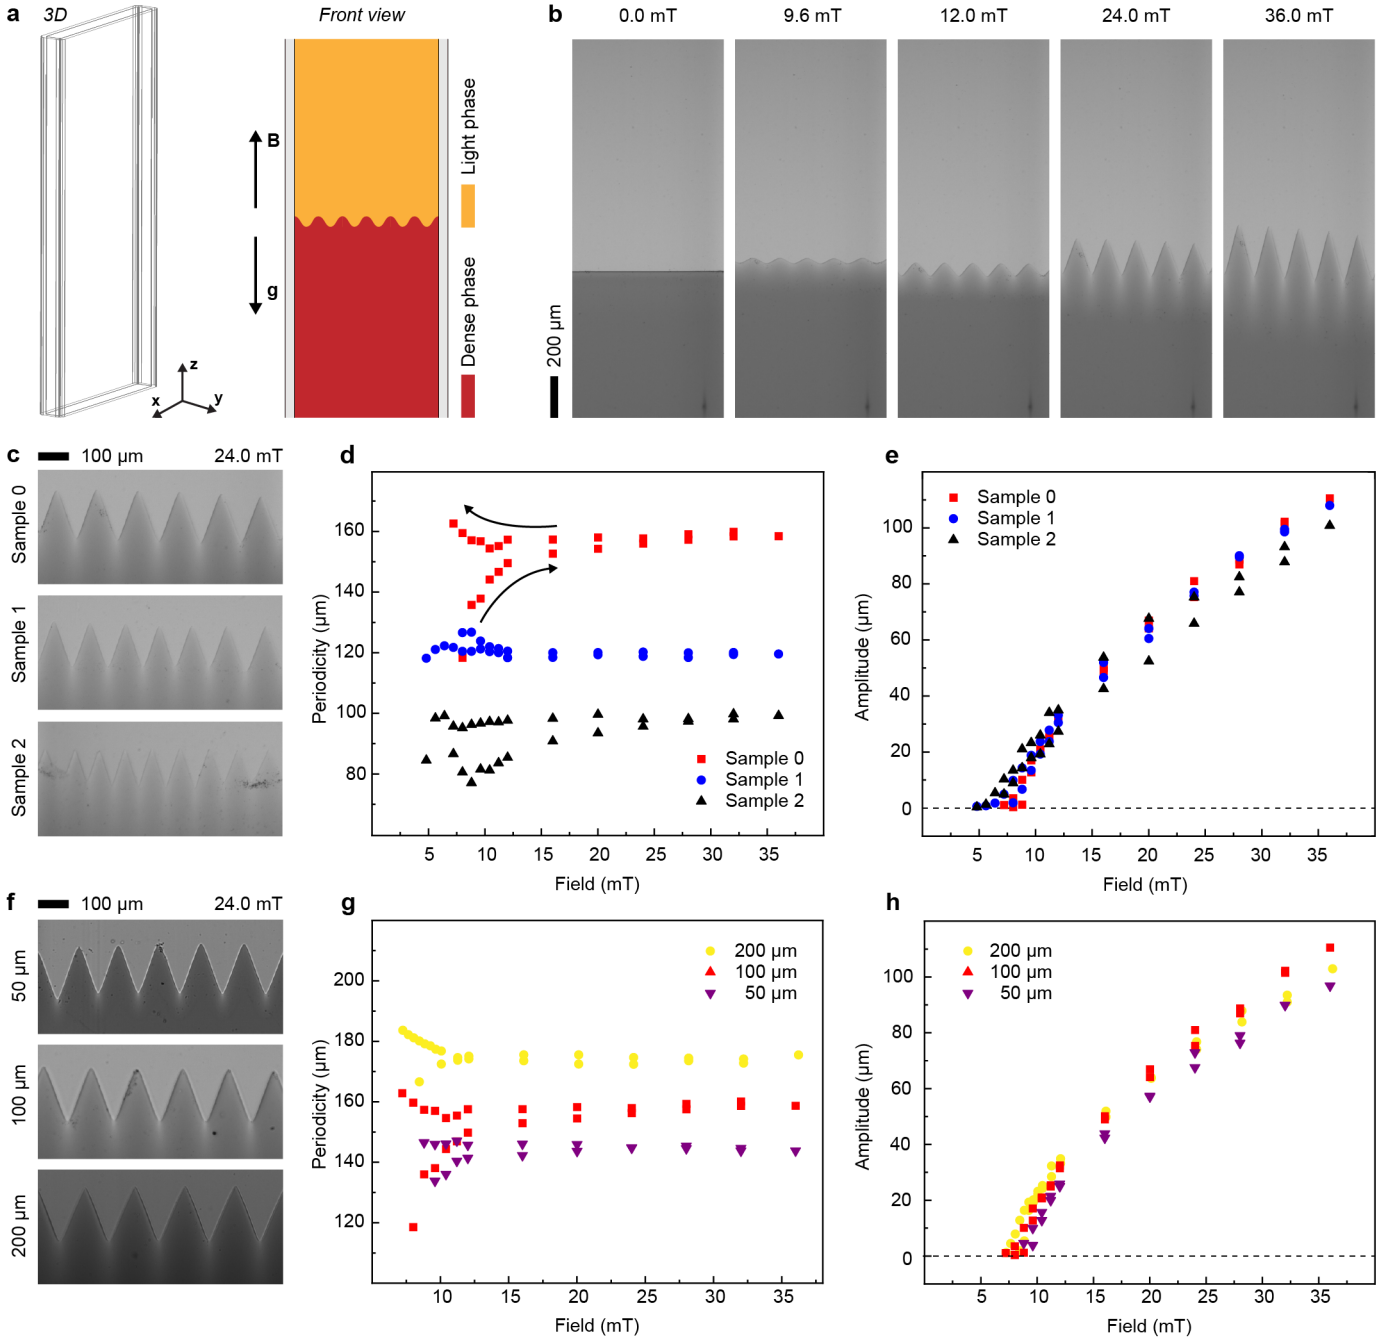 a 3D Front view
B
g
z
x y
Light phase
Dense phase
b 0.0 mT 9.6 mT 12.0 mT 24.0 mT 36.0 mT
200 µm
c 100 µm 24.0 mT
Sample 0
Sample 1
Sample 2
d
Periodicity (µm)
160
140
120
100
80
Sample 0
Sample 1
Sample 2
5 10 15 20 25 30 35
Field (mT)
e
Amplitude (µm)
Sample 0
Sample 1
Sample 2
100
80
60
40
20
0
5 10 15 20 25 30 35
Field (mT)
f 100 µm 24.0 mT
50 µm
100 µm
200 µm
g
Periodicity (µm)
200 µm
100 µm
50 µm
200
180
160
140
120
10 15 20 25 30 35
Field (mT)
h
Amplitude (µm)
200 µm
100 µm
50 µm
100
80
60
40
20
0
5 10 15 20 25 30 35
Field (mT)